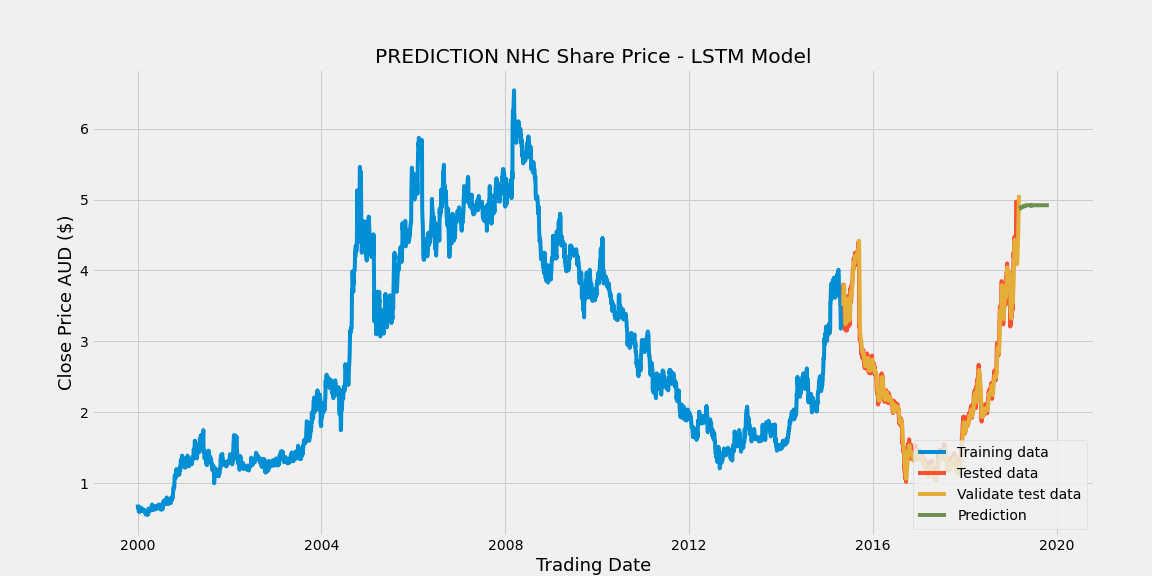 PREDICTION NHC Share Price - LSTM Model
Close Price AUD ($)
6
5
4
3
2
1
Training data
Tested data
Validate test data
Prediction
2000 2004 2008 2012 2016 2020
Trading Date